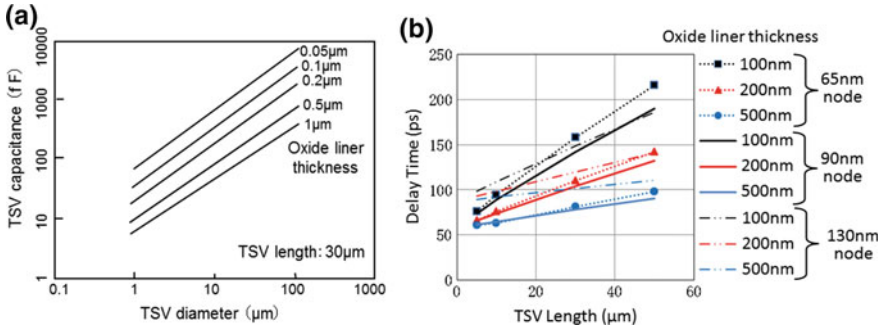 (a)
TSV capacitance (fF)
10000
1000
100
10
1
0.05μm
0.1μm
0.2μm
0.5μm
1μm
Oxide liner
thickness
TSV length:30μm
0.1
1
10
100
1000
TSV diameter (μm)
(b)
Delay Time (ps)
250
200
150
100
50
0
0
20
40
60
TSV Length (μm)
Oxide liner thickness
100nm
200nm
500nm
65nm
node
100nm
200nm
500nm
90nm
node
100nm
200nm
500nm
130nm
node